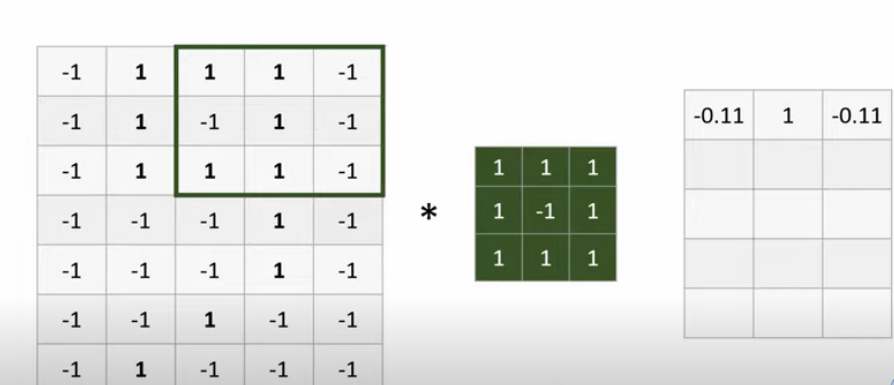 -1 1 1 1 -1
-1 1 -1 1 -1
-1 1 1 1 -1
-1 -1 -1 1 -1
-1 -1 -1 1 -1
-1 -1 1 -1 -1
-1 1 -1 -1 -1
*
1 1 1
1 -1 1
1 1 1
-0.11 1 -0.11